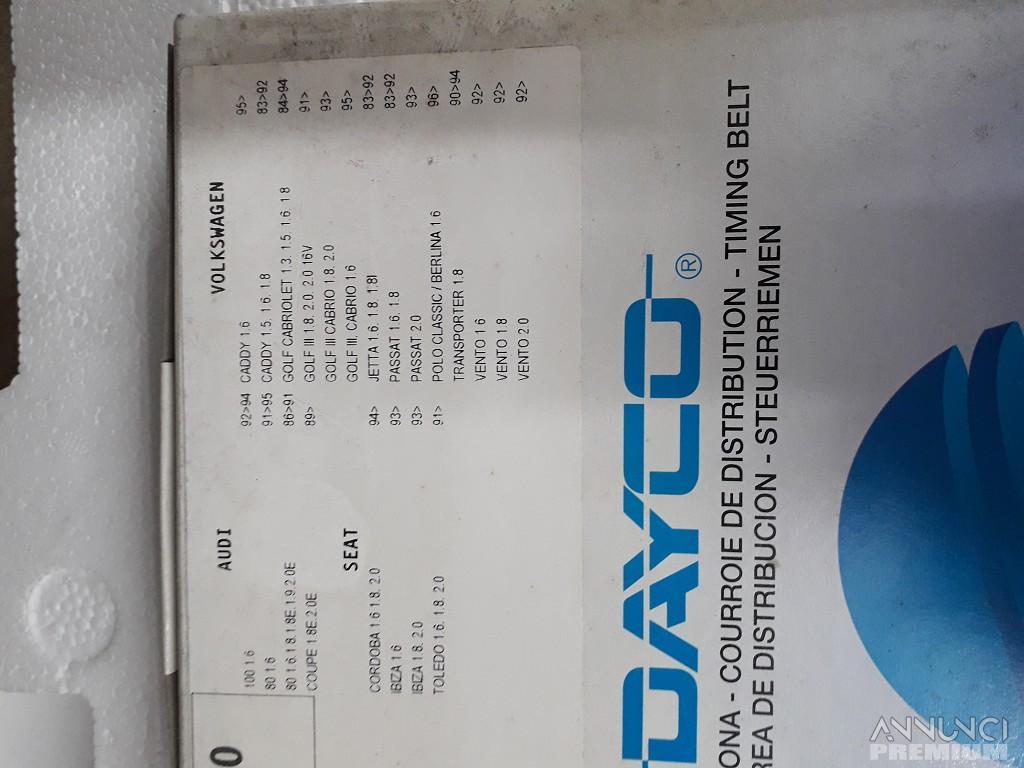 AUDI
100 1.6 92>94
80 1.6 91>95
80 1.6.1.8.1.8E.1.9.2.0E 86>91
COUPE 1.8E.2.0E 89>
SEAT
CORDOBA 1.6 1.8. 2.0 94>
IBIZA 1.6 93>
IBIZA 1.8. 2.0 93>
TOLEDO 1.6. 1.8. 2.0 91>
VOLKSWAGEN
CADDY 1.6 95>
CADDY 1.5. 1.6. 1.8 83>92
GOLF CABRIOLET 1.3. 1.5. 1.6. 1.8 84>94
GOLF III 1.8. 2.0. 2.0 16V 91>
GOLF III CABRIO 1.8. 2.0 93>
GOLF III. CABRIO 1.6 95>
JETTA 1.6. 1.8. 1.8I 83>92
PASSAT 1.6. 1.8 83>92
PASSAT 2.0 93>
POLO CLASSIC / BERLINA 1.6 96>
TRANSPORTER 1.8 90>94
VENTO 1.6 92>
VENTO 1.8 92>
VENTO 2.0 92>
0
DAYCO ®
ONA - COURROIE DE DISTRIBUTION - TIMING BELT
REA DE DISTRIBUCION - STEUERRIEMEN
ANNUNCI
PREMIUM